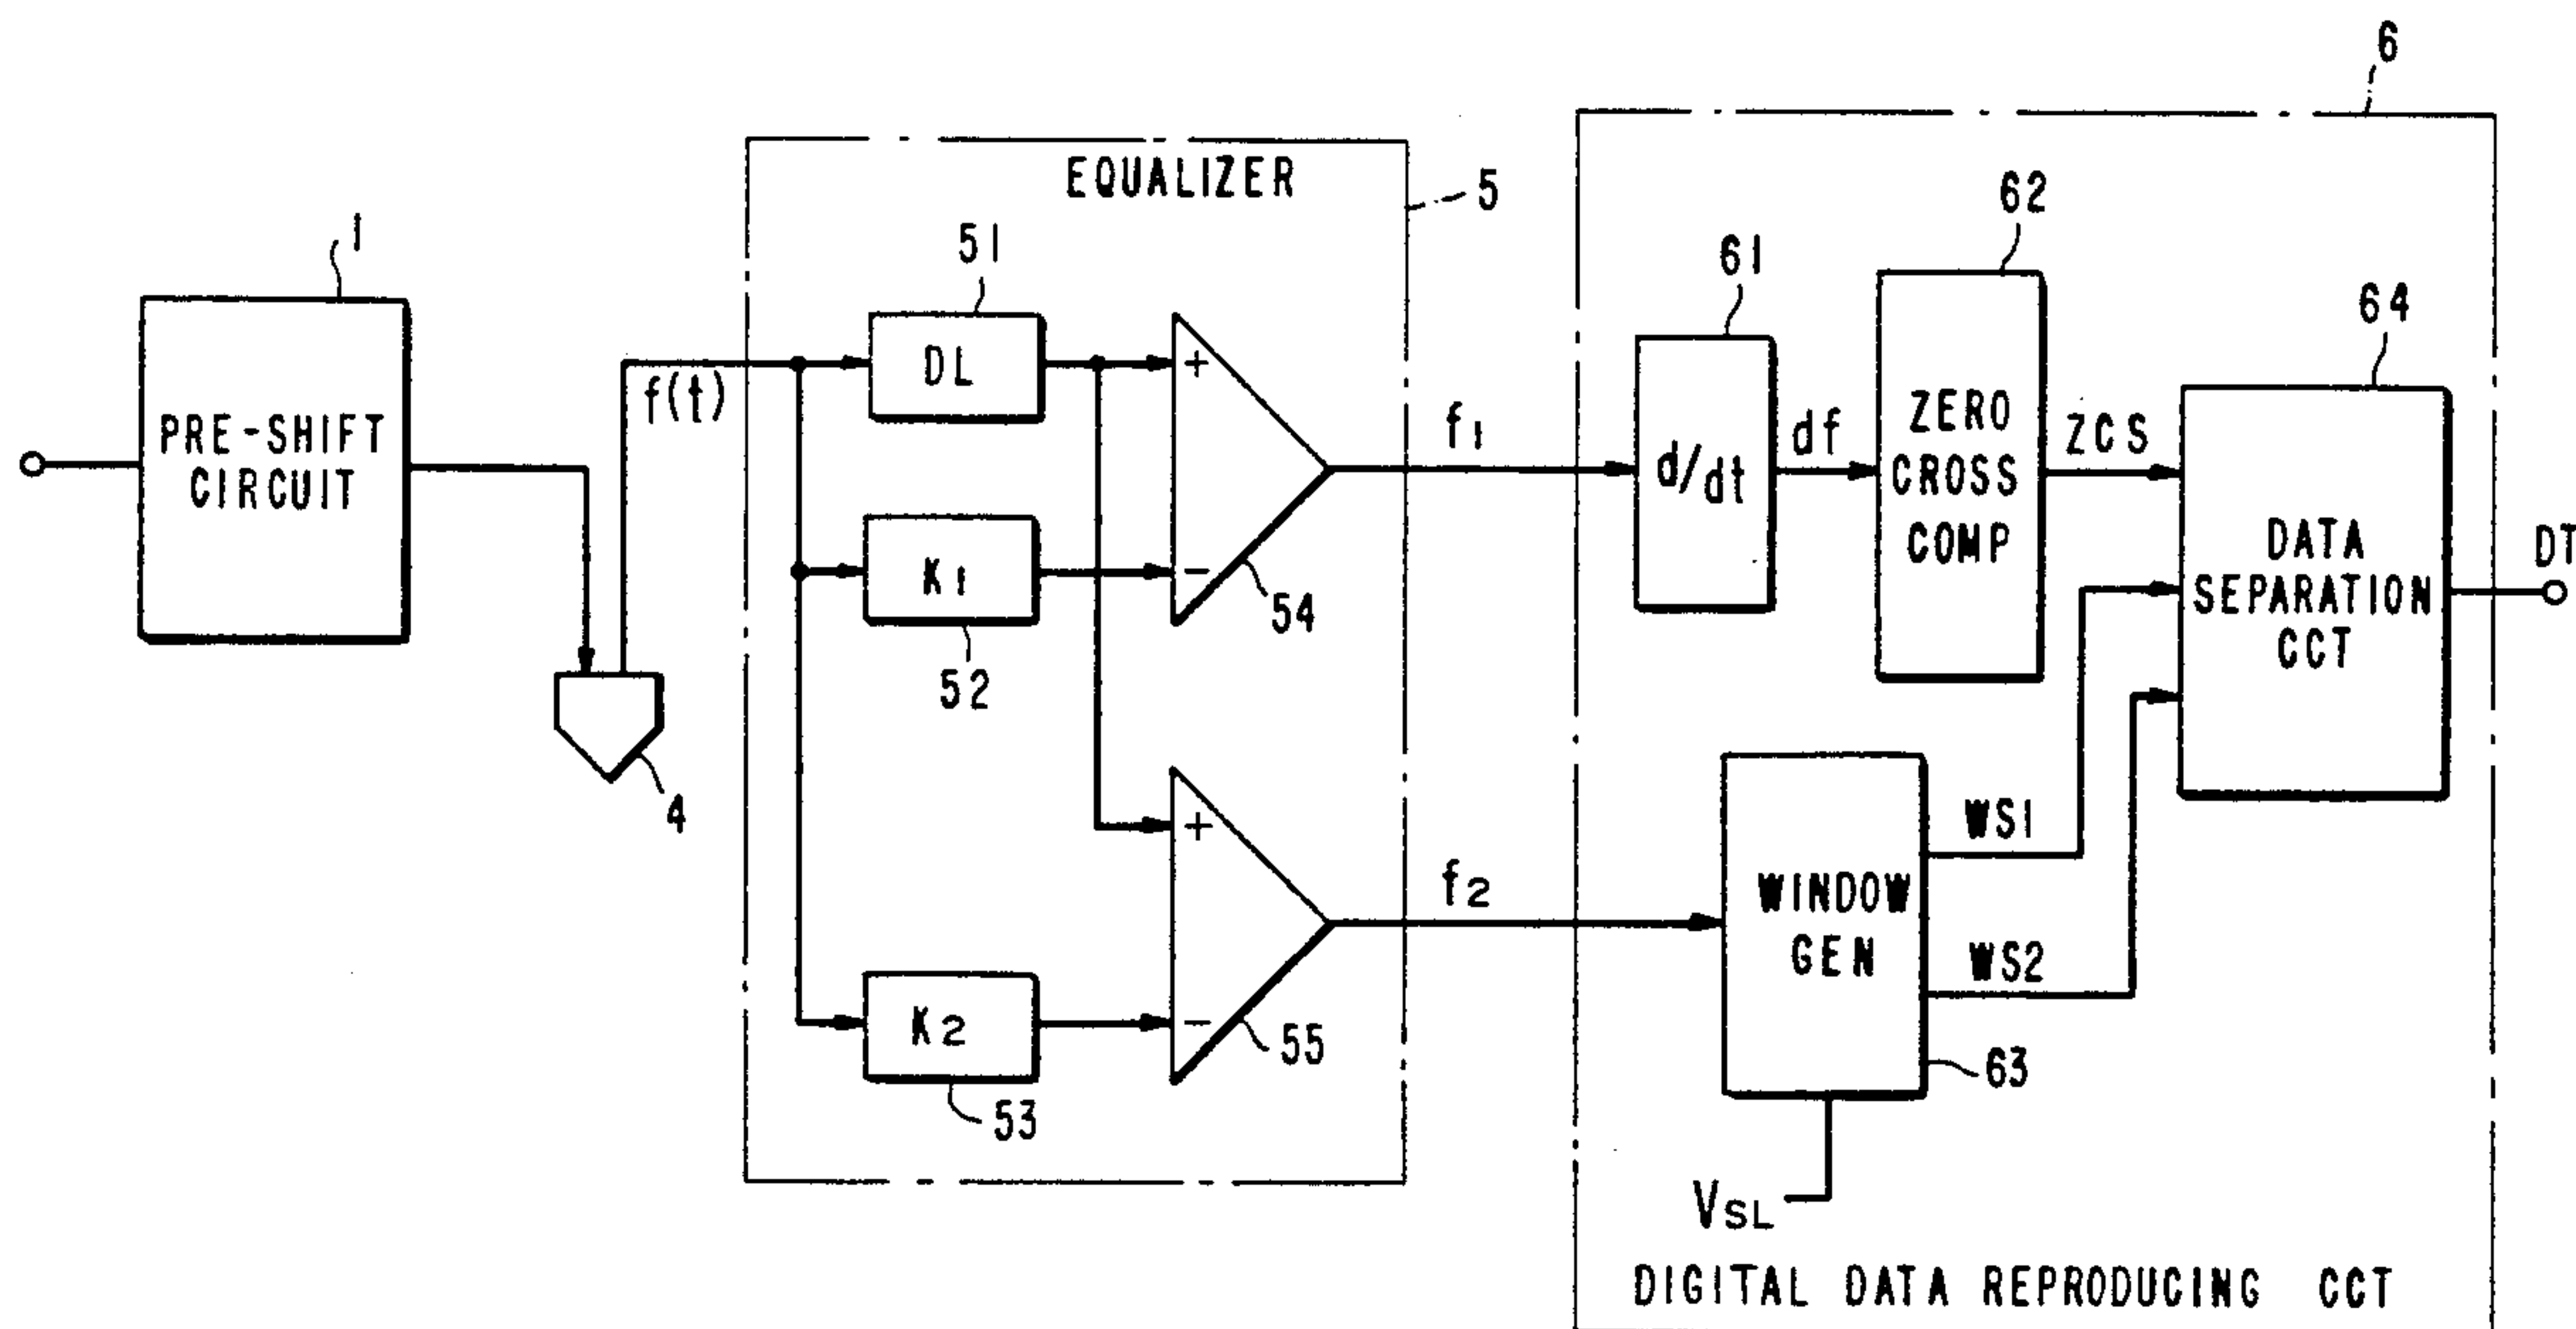 6
EQUALIZER
5
1
51
62
61
64
PRE-SHIFT
CIRCUIT
f(t)
DL
+
f1
d/dt
df
ZERO
CROSS
COMP
ZCS
K1
−
54
52
DATA
SEPARATION
CCT
DT
4
+
WS1
f2
WINDOW
GEN
WS2
K2
−
55
53
63
VSL
DIGITAL DATA REPRODUCING CCT